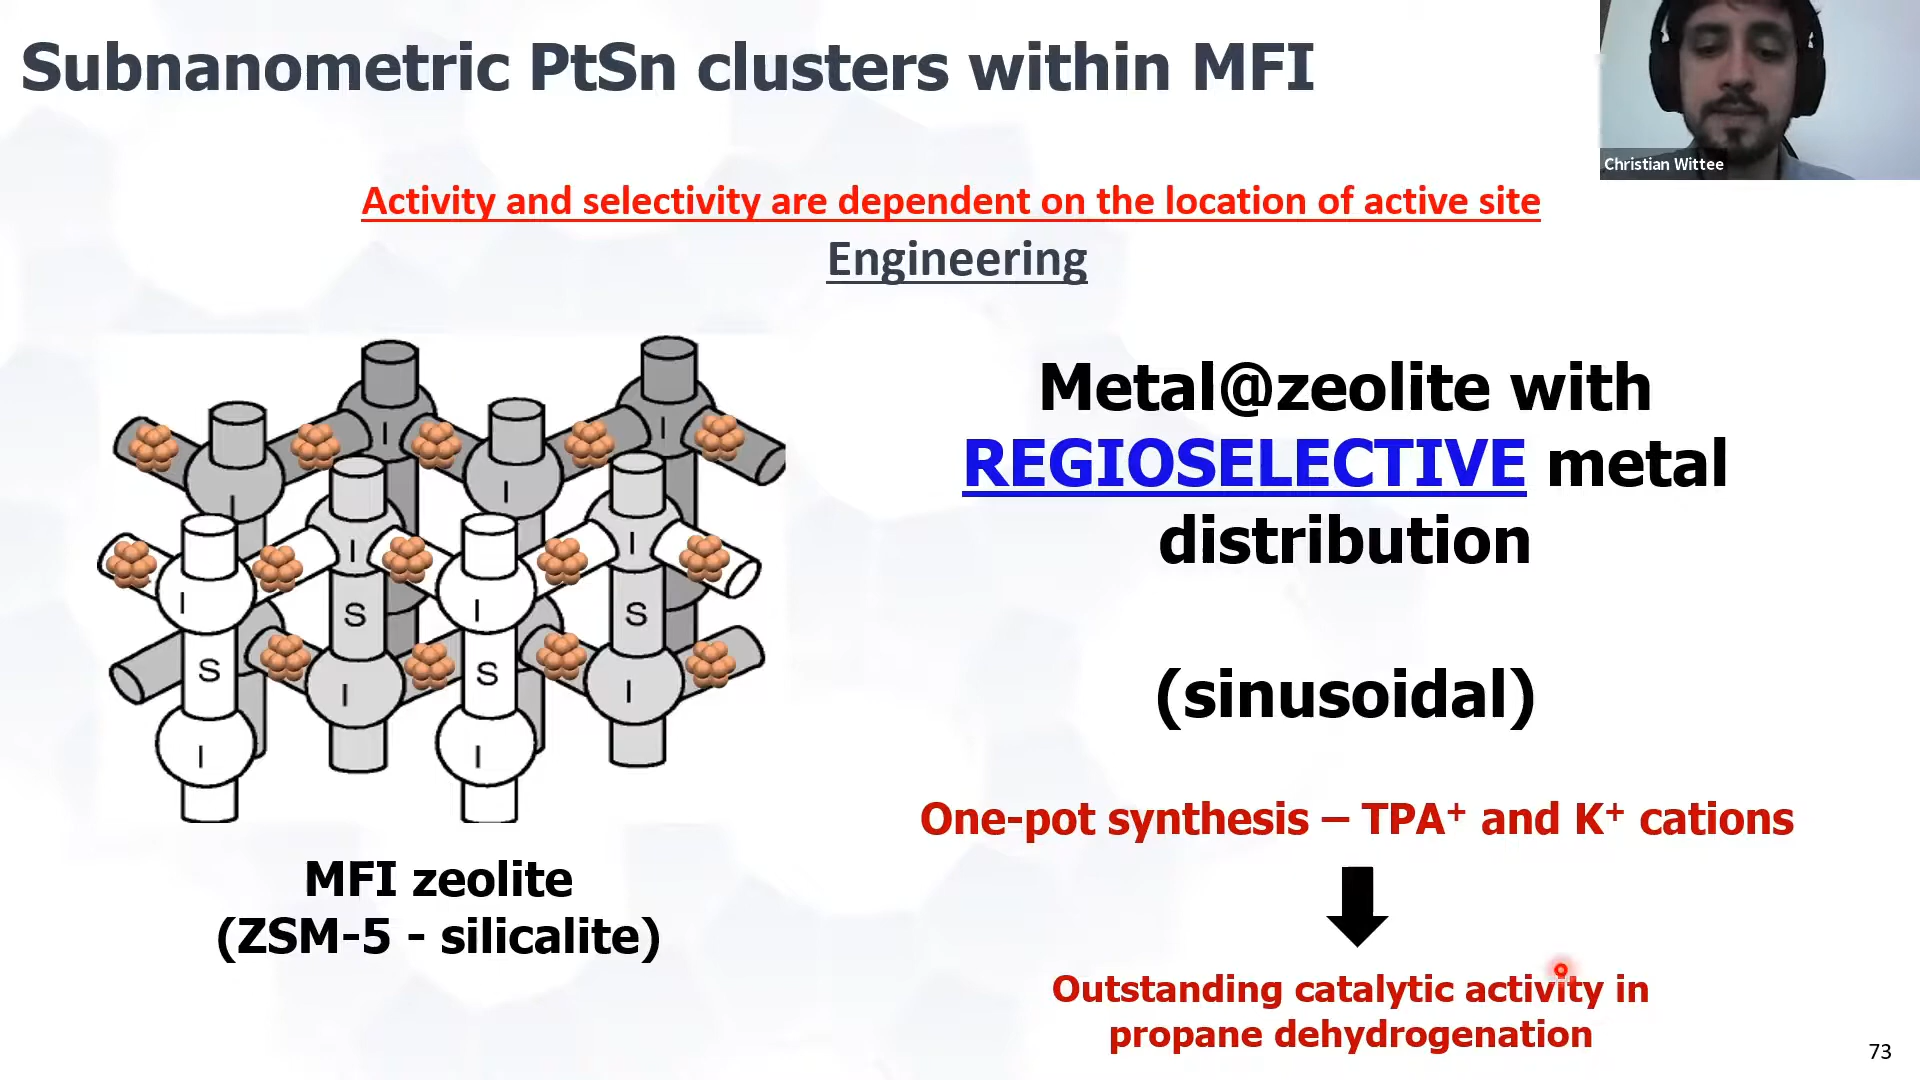 Subnanometric PtSn clusters within MFI
Christian Wittee
Activity and selectivity are dependent on the location of active site
Engineering
I
I
I
I
I
I
I
I
S
S
S
S
I
I
I
I
Metal@zeolite with
REGIOSELECTIVE metal
distribution
(sinusoidal)
One-pot synthesis – TPA⁺ and K⁺ cations
MFI zeolite
(ZSM-5 - silicalite)
Outstanding catalytic activity in
propane dehydrogenation
73